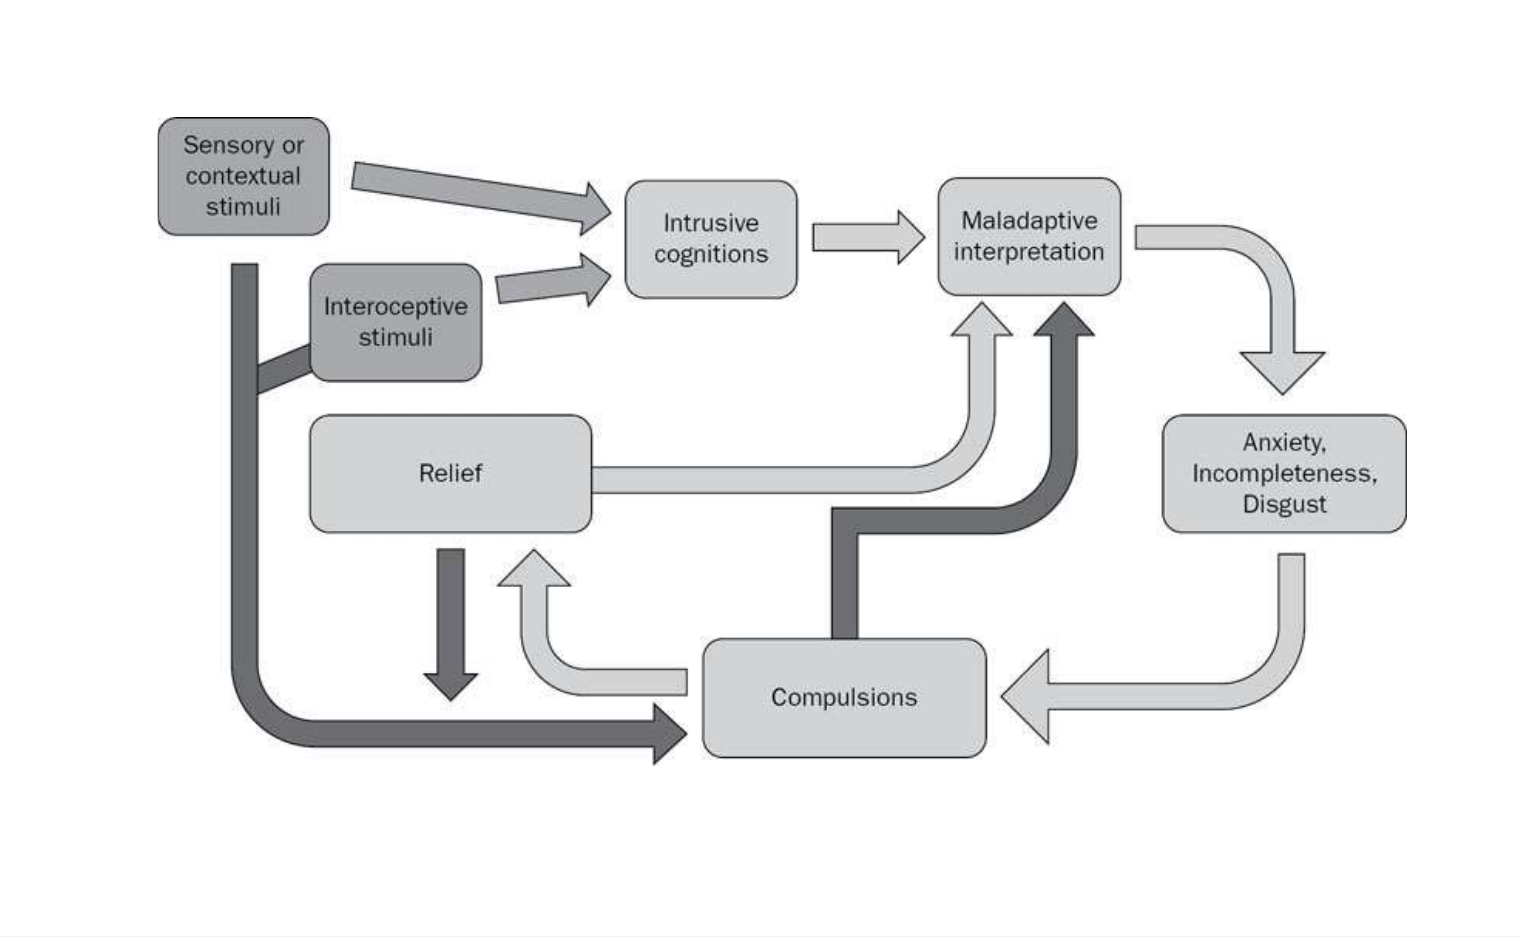 Sensory or
contextual
stimuli
Interoceptive
stimuli
Intrusive
cognitions
Maladaptive
interpretation
Anxiety,
Incompleteness,
Disgust
Relief
Compulsions